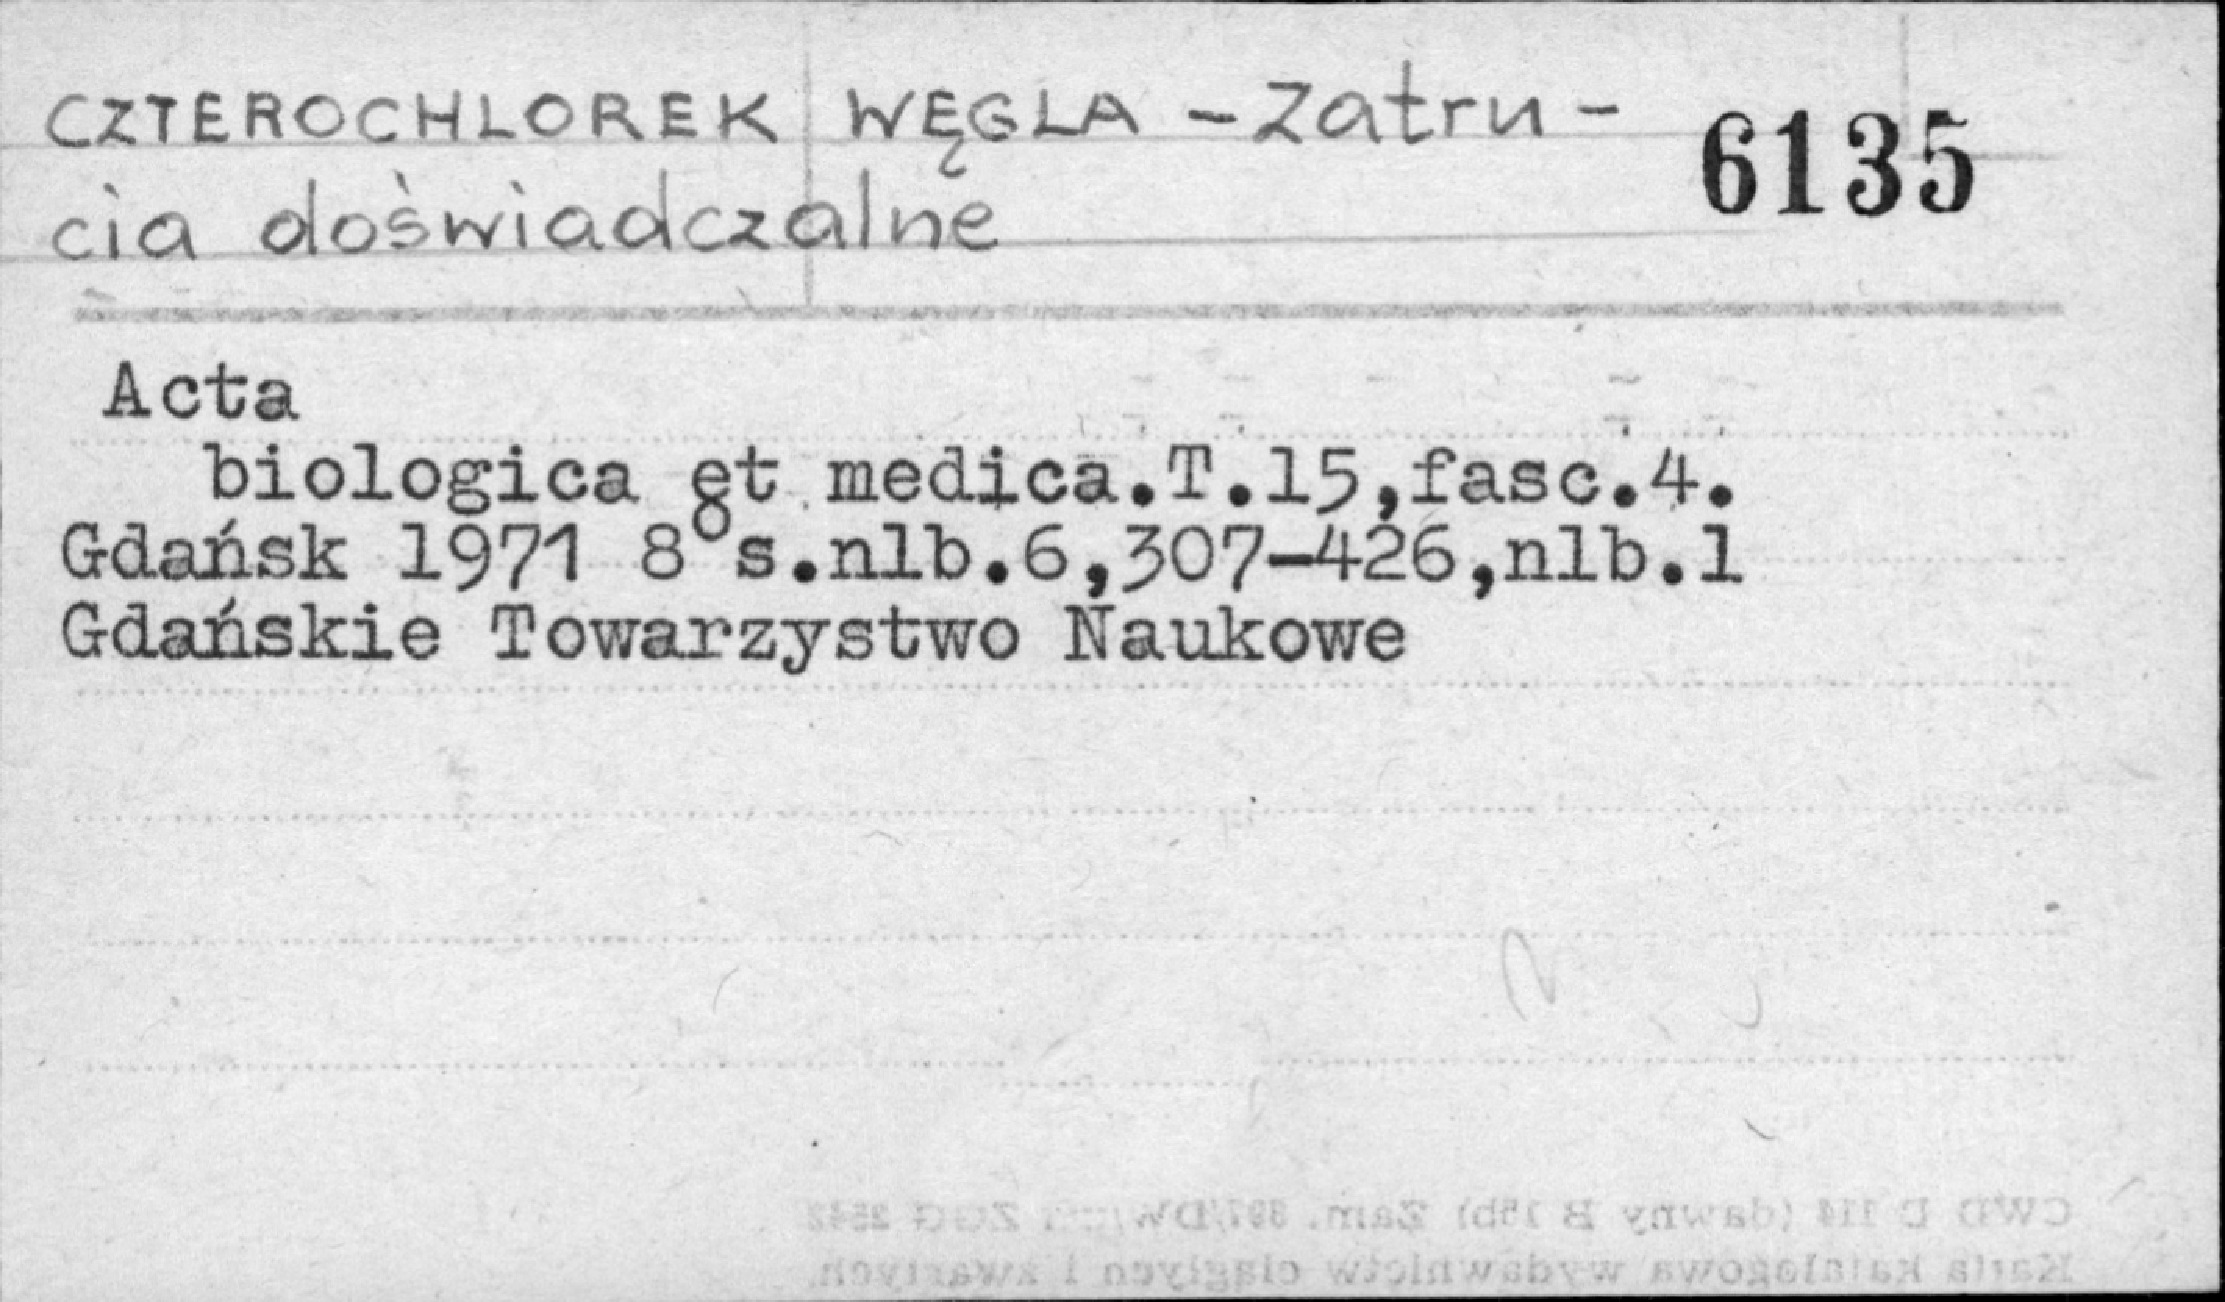 CZTEROCHLOREK WĘGLA - zatru- 6135
cia doświadczalne
Acta
biologica et medica.T.15,fasc.4.
Gdańsk 1971 8°s.nlb.6,307-426,nlb.1
Gdańskie Towarzystwo Naukowe